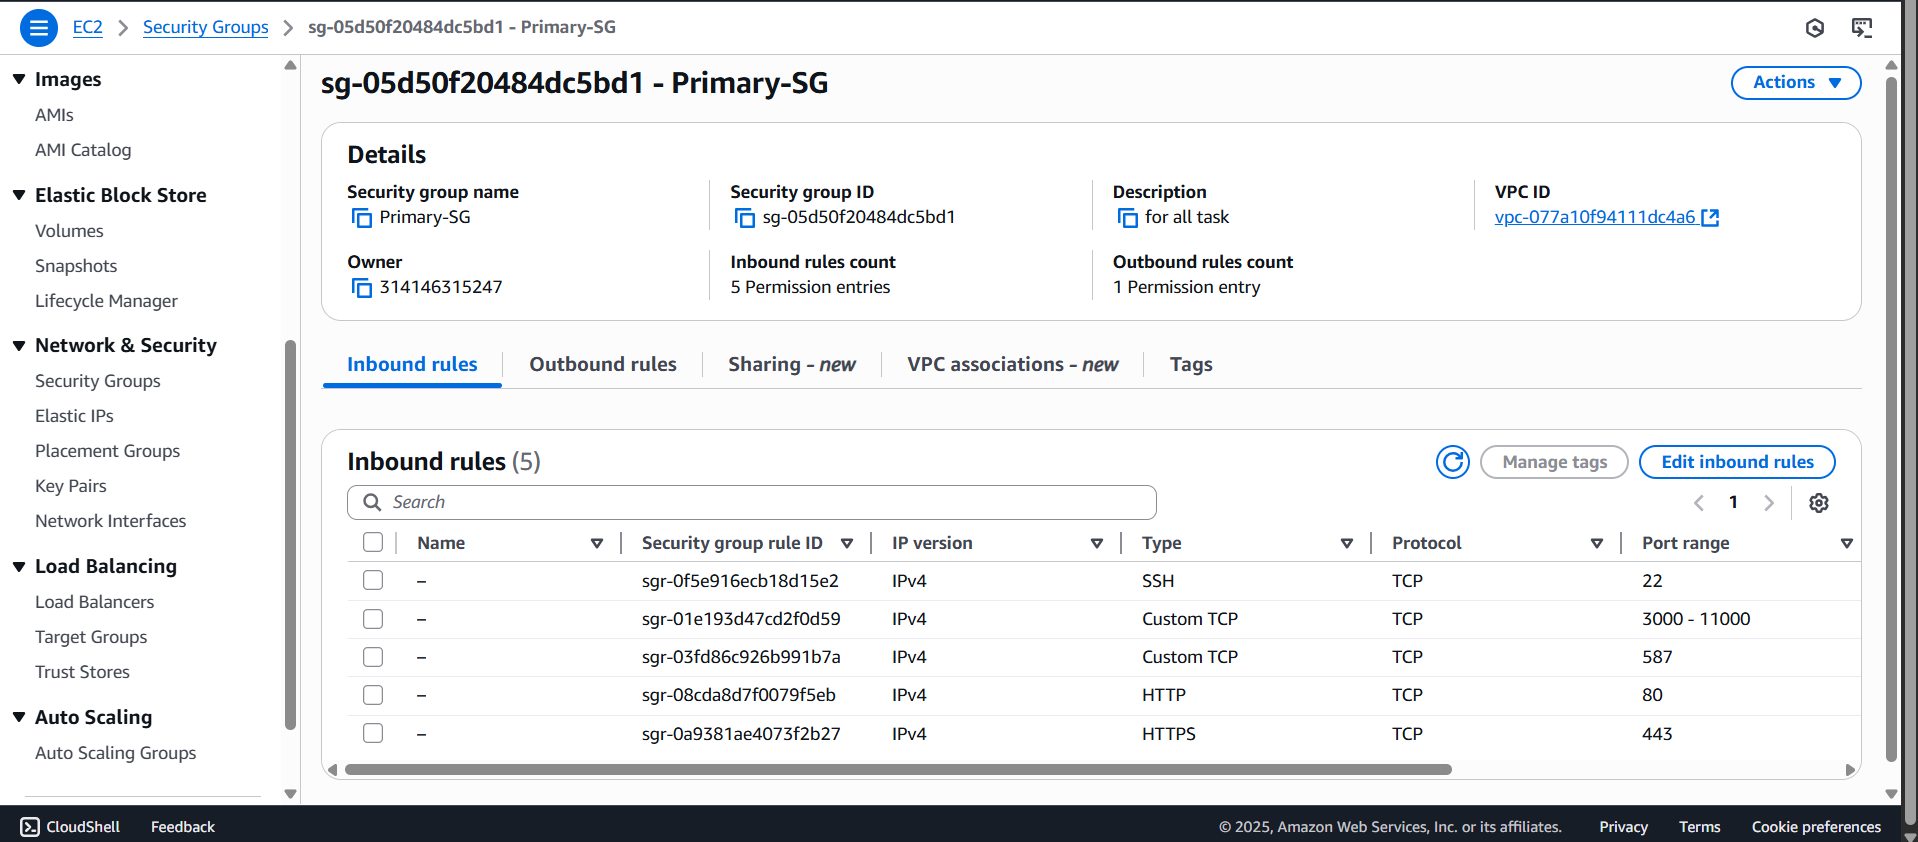 EC2 > Security Groups > sg-05d50f20484dc5bd1 - Primary-SG
Images
AMIs
AMI Catalog
Elastic Block Store
Volumes
Snapshots
Lifecycle Manager
Network & Security
Security Groups
Elastic IPs
Placement Groups
Key Pairs
Network Interfaces
Load Balancing
Load Balancers
Target Groups
Trust Stores
Auto Scaling
Auto Scaling Groups
sg-05d50f20484dc5bd1 - Primary-SG
Actions
Details
Security group name
Primary-SG
Security group ID
sg-05d50f20484dc5bd1
Description
for all task
VPC ID
vpc-077a10f94111dc4a6
Owner
314146315247
Inbound rules count
5 Permission entries
Outbound rules count
1 Permission entry
Inbound rules Outbound rules Sharing - new VPC associations - new Tags
Inbound rules (5)
Manage tags Edit inbound rules
Search
1
Name Security group rule ID IP version Type Protocol Port range
– sgr-0f5e916ecb18d15e2 IPv4 SSH TCP 22
– sgr-01e193d47cd2f0d59 IPv4 Custom TCP TCP 3000 - 11000
– sgr-03fd86c926b991b7a IPv4 Custom TCP TCP 587
– sgr-08cda8d7f0079f5eb IPv4 HTTP TCP 80
– sgr-0a9381ae4073f2b27 IPv4 HTTPS TCP 443
CloudShell Feedback © 2025, Amazon Web Services, Inc. or its affiliates. Privacy Terms Cookie preferences